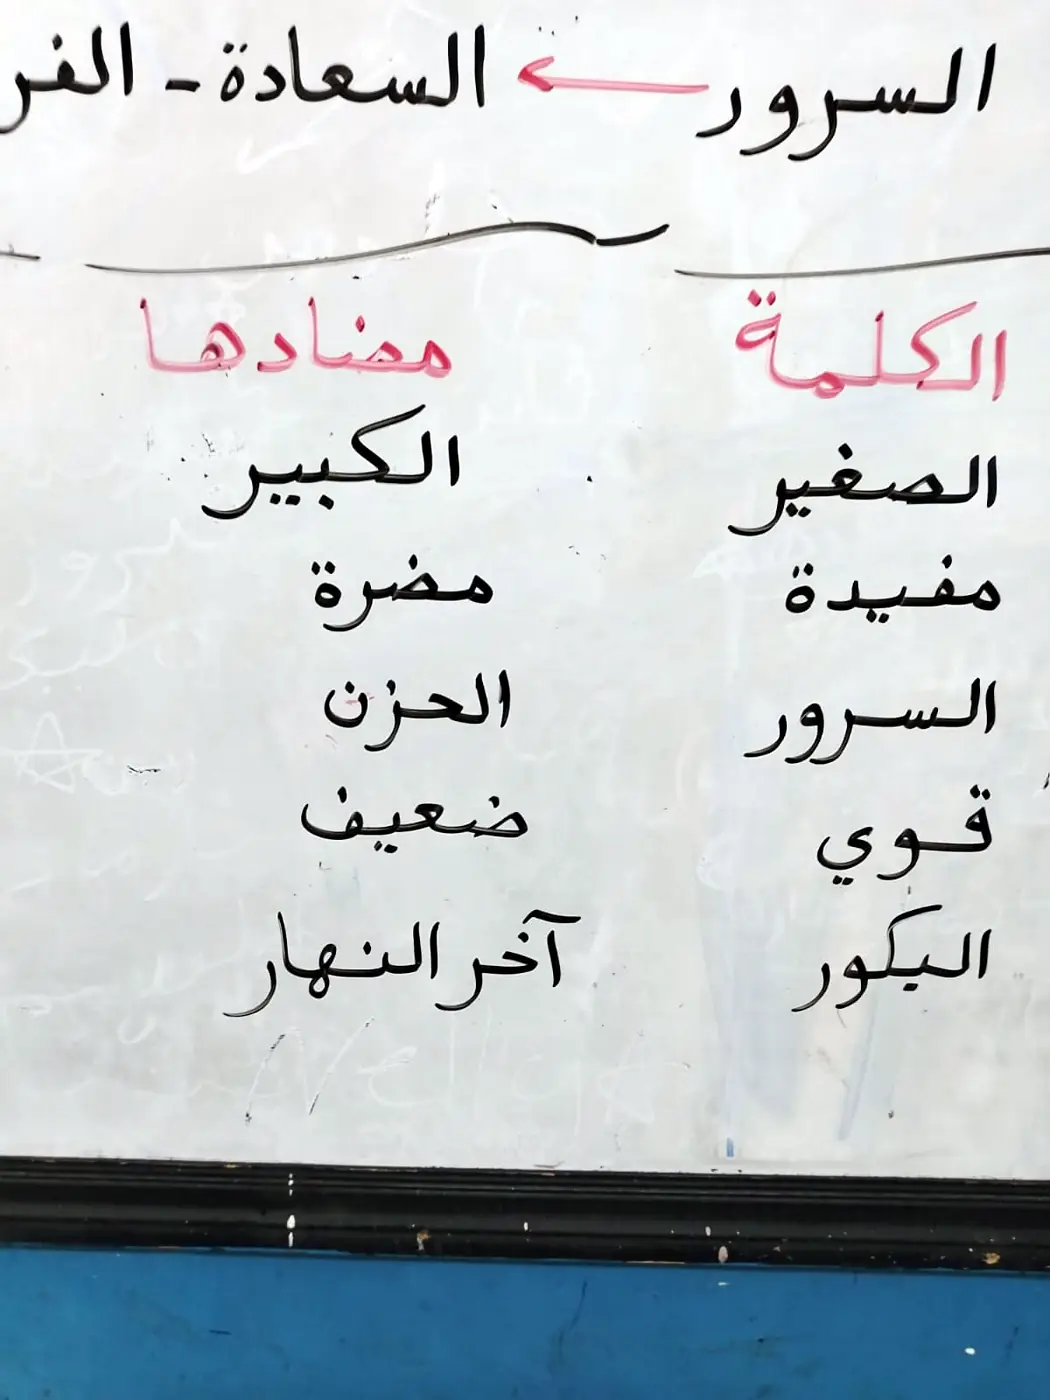 السرور ← السعادة - الفر
الكلمة مضادها
الصغير الكبير
مفيدة مضرة
السرور الحزن
قوي ضعيف
البكور آخر النهار